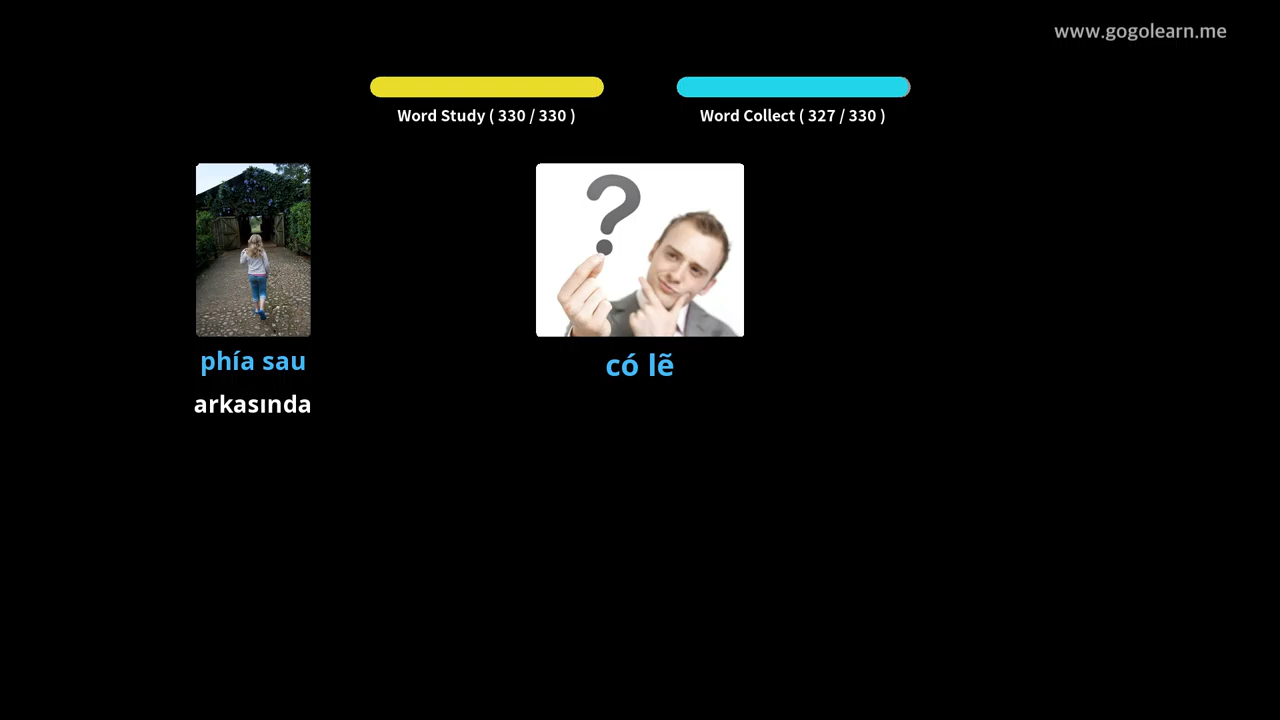 www.gogolearn.me
Word Study ( 330 / 330 )
Word Collect ( 327 / 330 )
phía sau
arkasında
có lẽ